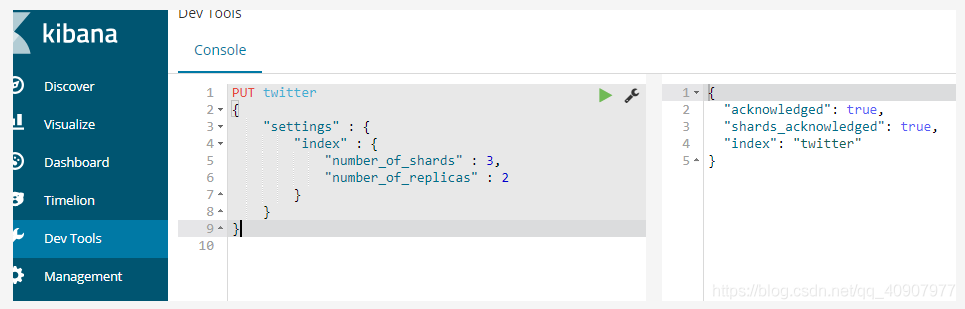 Dev Tools
kibana
Console
Discover
Visualize
Dashboard
Timelion
Dev Tools
Management
1 PUT twitter
2 {
3 "settings" : {
4 "index" : {
5 "number_of_shards" : 3,
6 "number_of_replicas" : 2
7 }
8 }
9 }
10
1 {
2 "acknowledged": true,
3 "shards_acknowledged": true,
4 "index": "twitter"
5 }
https://blog.csdn.net/qq_40907977